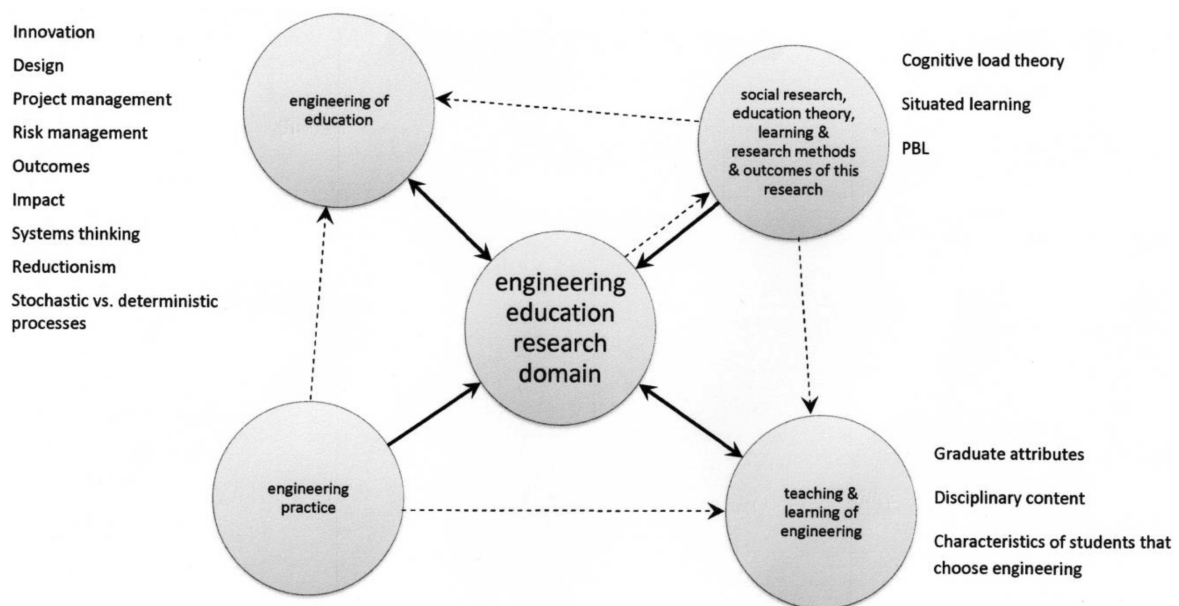 Innovation
Design
Project management
Risk management
Outcomes
Impact
Systems thinking
Reductionism
Stochastic vs. deterministic
processes
engineering of
education
social research,
education theory,
learning &
research methods
& outcomes of this
research
Cognitive load theory
Situated learning
PBL
engineering
education
research
domain
engineering
practice
teaching &
learning of
engineering
Graduate attributes
Disciplinary content
Characteristics of students that
choose engineering